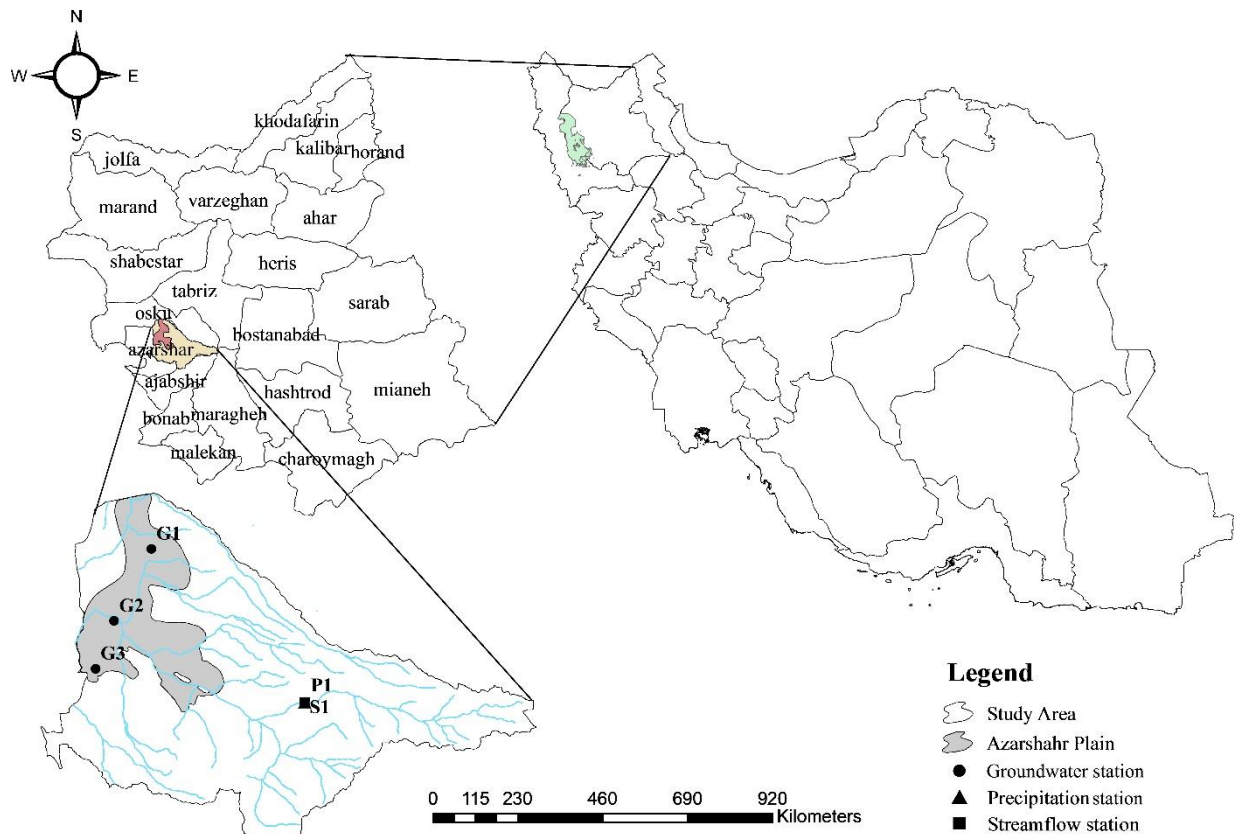 N
W E
S
khodafarin
kalibar
horand
jolfa
marand
varzeghan
ahar
shabestar
heris
tabriz
sarab
osku
bostanabad
azarshar
ajabshir
hashtrod
mianeh
bonab
maragheh
malekan
charoymagh
G1
G2
G3
P1
S1
Legend
Study Area
Azarshahr Plain
Groundwater station
Precipitation station
Streamflow station
0 115 230 460 690 920
Kilometers